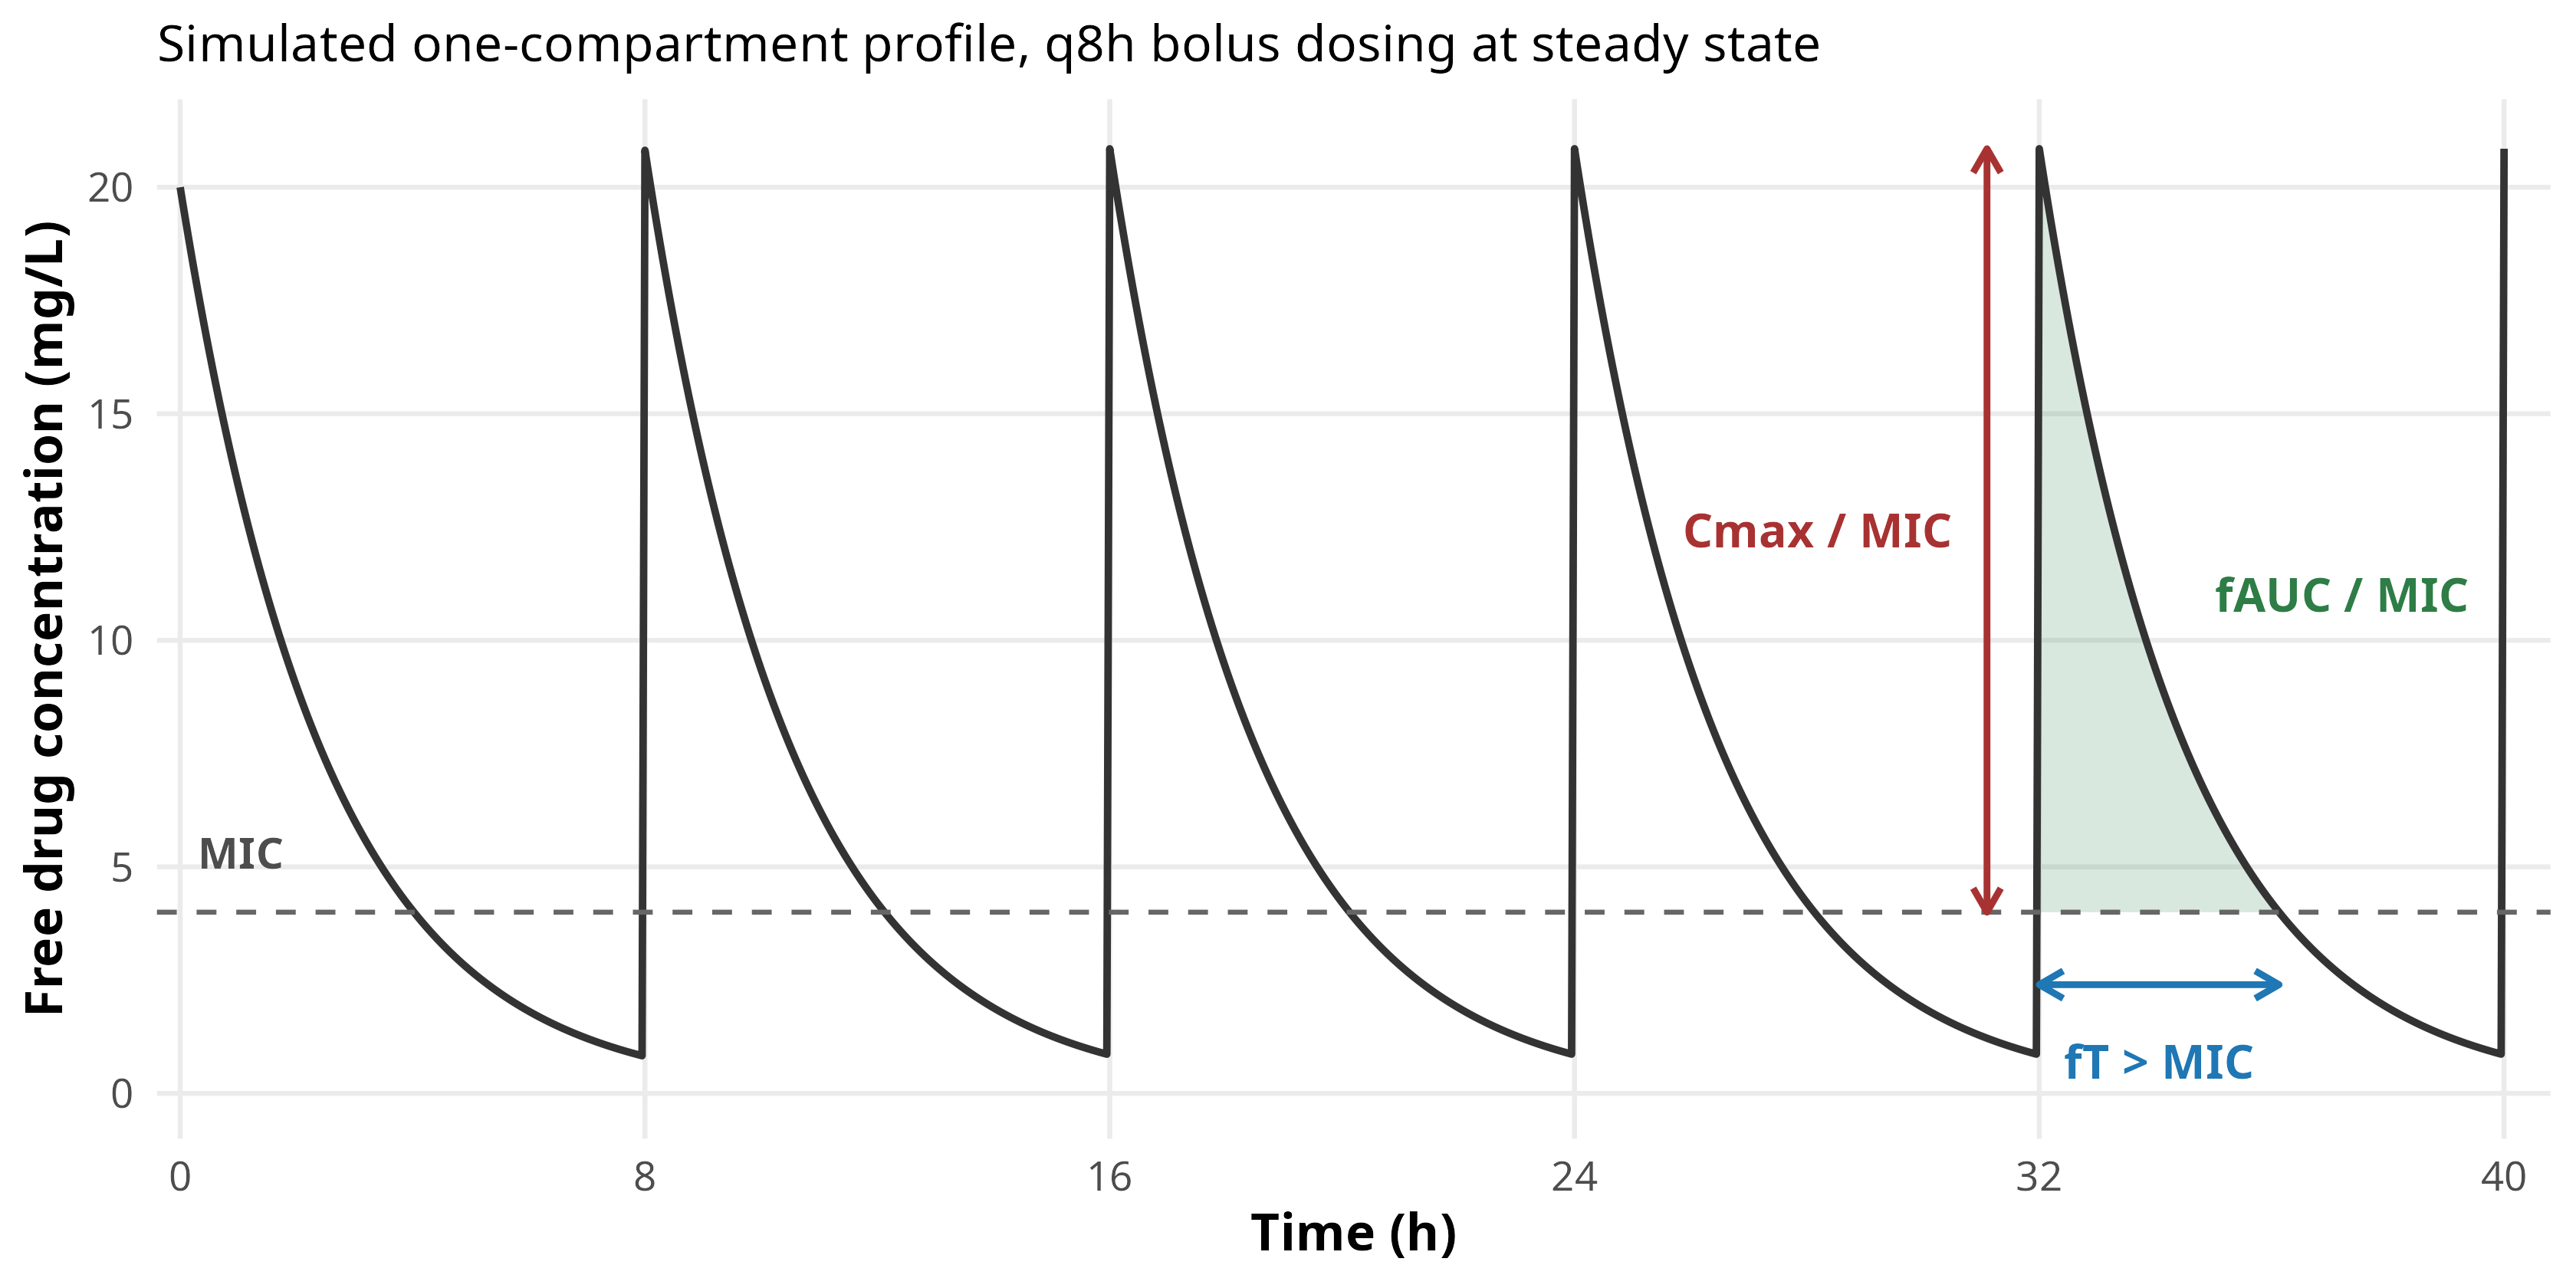 Simulated one-compartment profile, q8h bolus dosing at steady state
Free drug concentration (mg/L)
20
15
10
5
0
MIC
Cmax / MIC
fAUC / MIC
fT > MIC
0
8
16
24
32
40
Time (h)